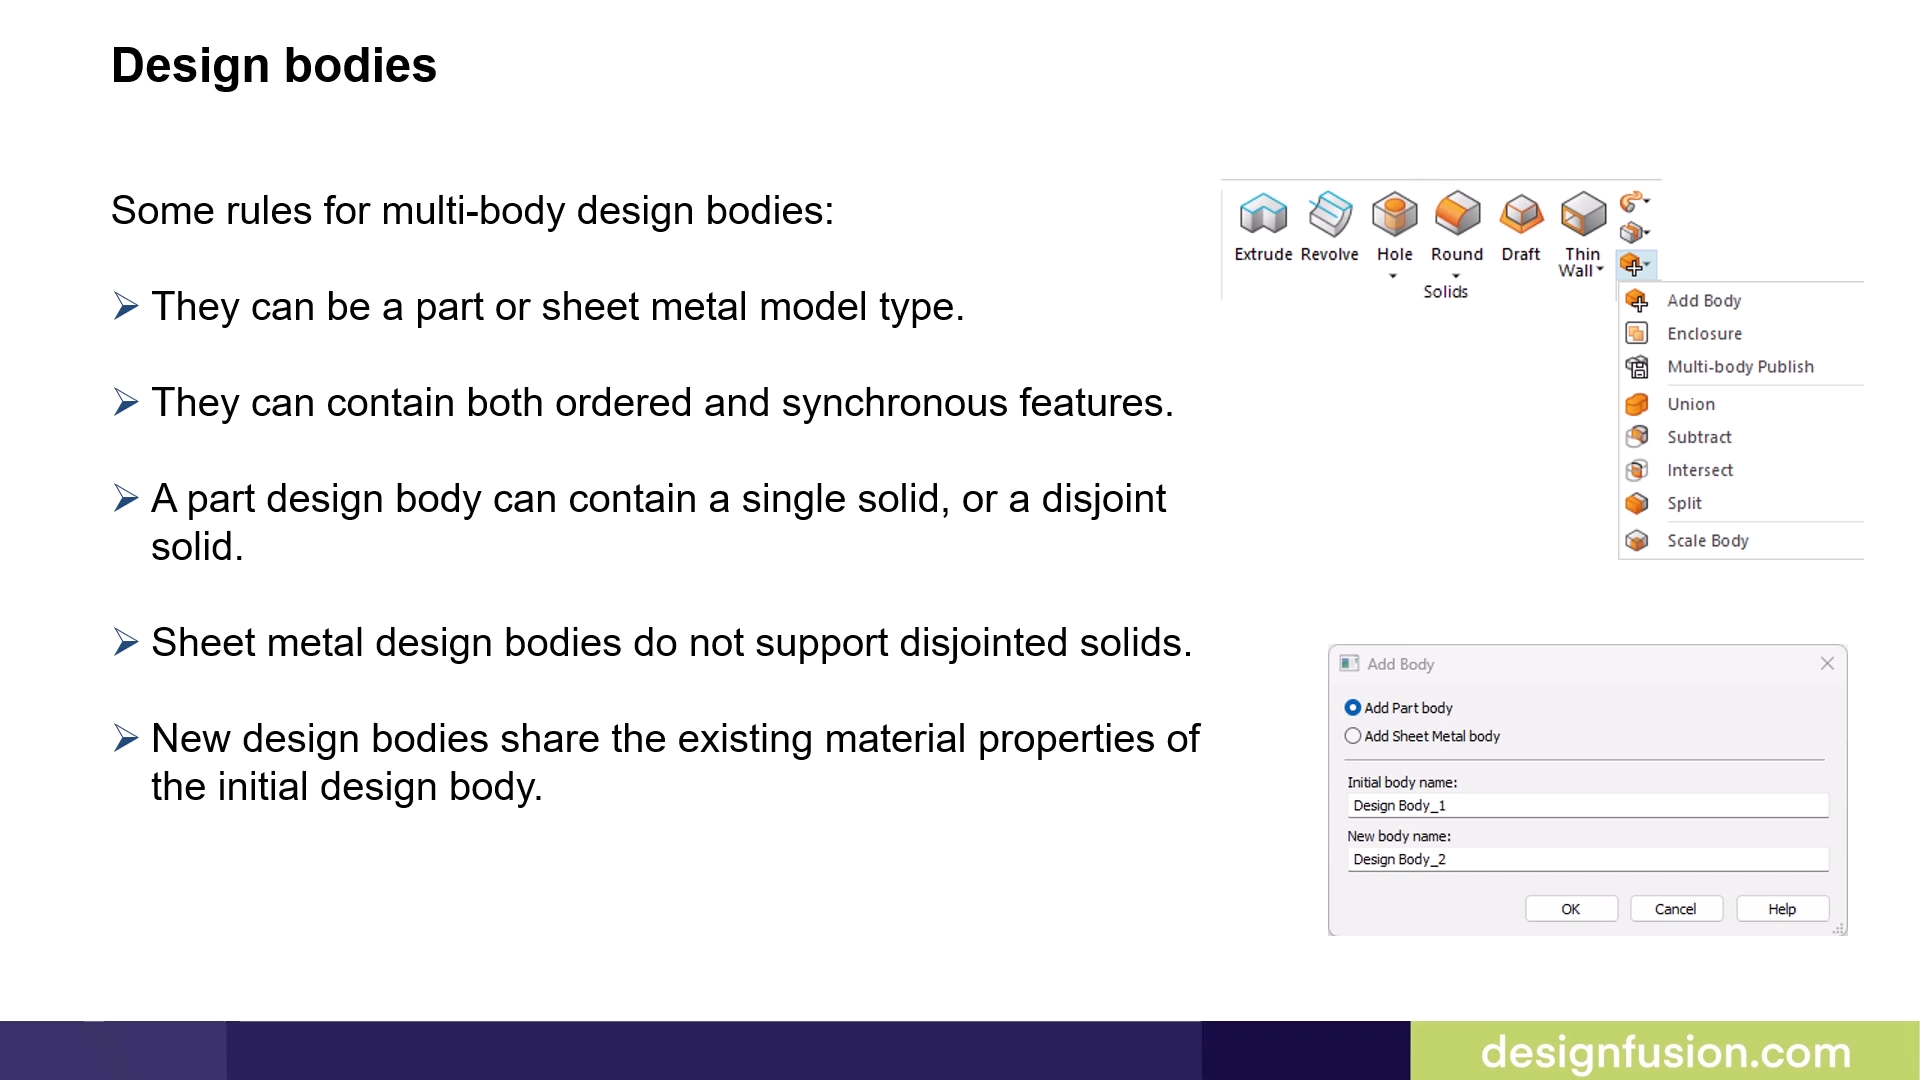 Design bodies
Some rules for multi-body design bodies:
They can be a part or sheet metal model type.
They can contain both ordered and synchronous features.
A part design body can contain a single solid, or a disjoint
solid.
Sheet metal design bodies do not support disjointed solids.
New design bodies share the existing material properties of
the initial design body.
Extrude Revolve Hole Round Draft Thin
Wall
Solids
Add Body
Enclosure
Multi-body Publish
Union
Subtract
Intersect
Split
Scale Body
Add Body
Add Part body
Add Sheet Metal body
Initial body name:
Design Body_1
New body name:
Design Body_2
OK Cancel Help
designfusion.com